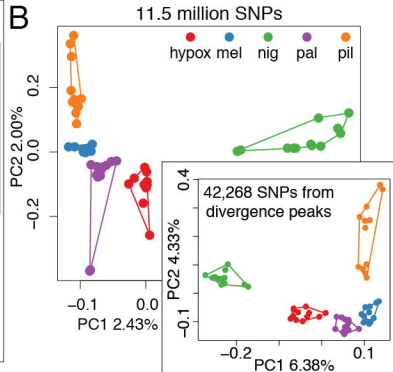 B
11.5 million SNPs
hypox mel nig pal pil
0.2
0.0
−0.2
PC2 2.00%
−0.1 0.0
PC1 2.43%
42,268 SNPs from
divergence peaks
0.4
−0.1
PC2 4.33%
−0.2 0.1
PC1 6.38%